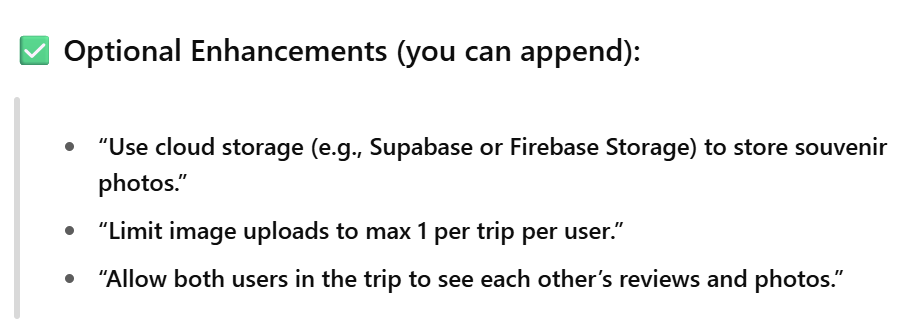 ✅ Optional Enhancements (you can append):
• “Use cloud storage (e.g., Supabase or Firebase Storage) to store souvenir
photos.”
• “Limit image uploads to max 1 per trip per user.”
• “Allow both users in the trip to see each other’s reviews and photos.”